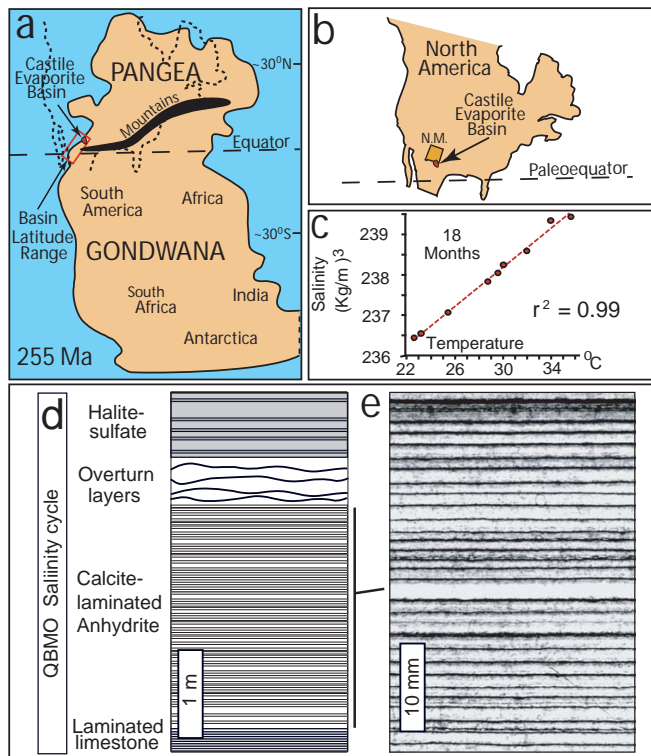 a
Castile
Evaporite
Basin
PANGEA
~30⁰N
Mountains
Equator
South
America
Africa
Basin
Latitude
Range
~30⁰S
GONDWANA
South
Africa
India
Antarctica
255 Ma
b
North
America
Castile
Evaporite
Basin
N.M.
Paleoequator
c
239
238
237
236
Salinity
(Kg/m)³
18
Months
r² = 0.99
Temperature
⁰C
22
26
30
34
d
QBMO Salinity cycle
Halite-
sulfate
Overturn
layers
Calcite-
laminated
Anhydrite
1 m
Laminated
limestone
e
10 mm